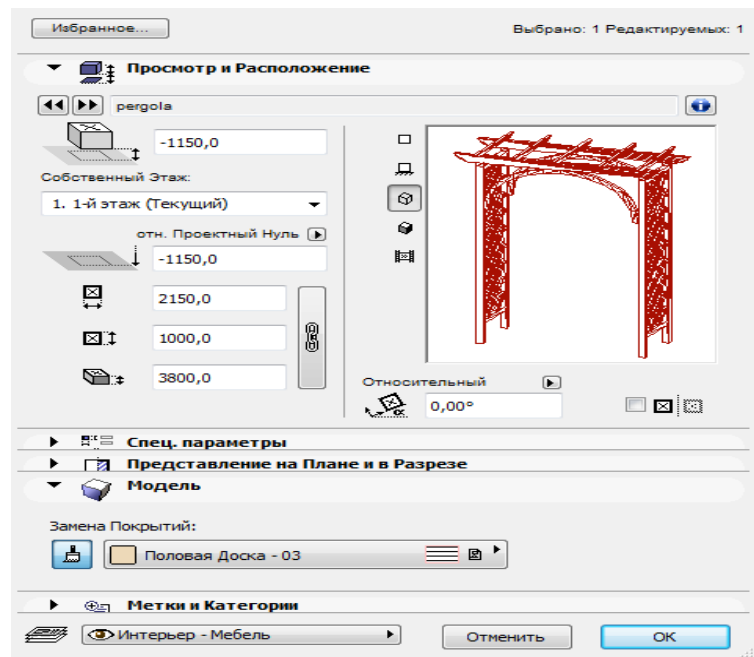 Избранное...
Выбрано: 1 Редактируемых: 1
Просмотр и Расположение
pergola
-1150,0
Собственный Этаж:
1. 1-й этаж (Текущий)
отн. Проектный Нуль
-1150,0
2150,0
1000,0
3800,0
Относительный
α 0,00°
Спец. параметры
Представление на Плане и в Разрезе
Модель
Замена Покрытий:
Половая Доска - 03
Метки и Категории
Интерьер - Мебель
Отменить
OK